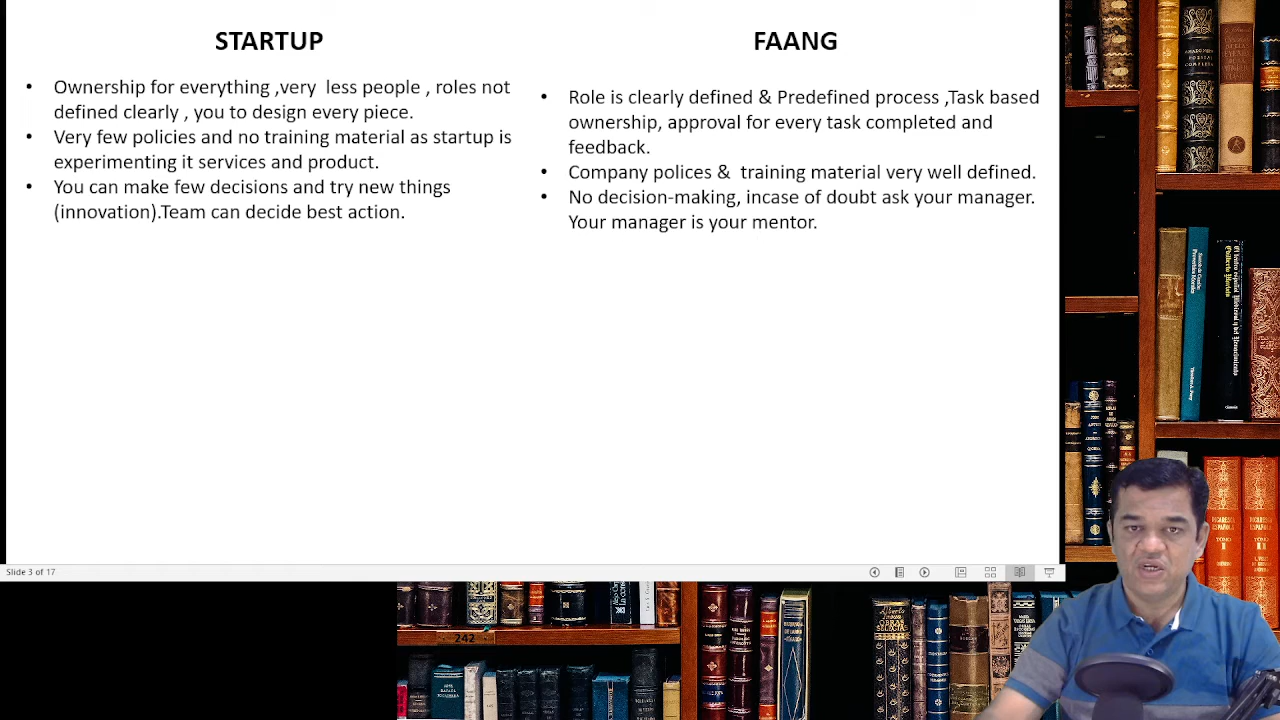 STARTUP
• Ownership for everything ,very less people , roles not
defined clearly , you to design every piece.
• Very few policies and no training material as startup is
experimenting it services and product.
• You can make few decisions and try new things
(innovation).Team can decide best action.
FAANG
• Role is clearly defined & Predefined process ,Task based
ownership, approval for every task completed and
feedback.
• Company polices & training material very well defined.
• No decision-making, incase of doubt ask your manager.
Your manager is your mentor.
Slide 3 of 17
242